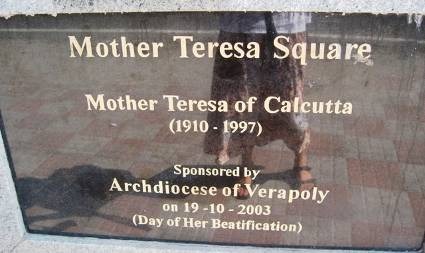 Mother Teresa Square
Mother Teresa of Calcutta
(1910 - 1997)
Sponsored by
Archdiocese of Verapoly
on 19 -10 - 2003
(Day of Her Beatification)